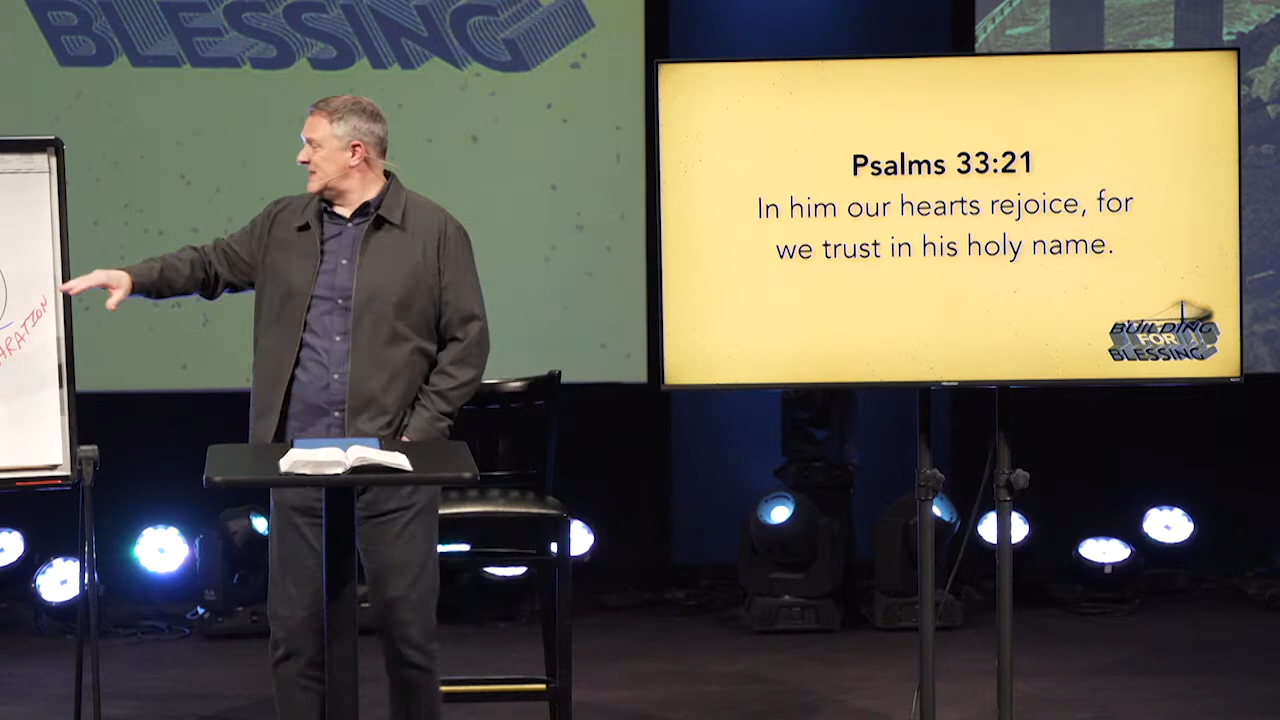 BLESSING
ARATION
Psalms 33:21
In him our hearts rejoice, for
we trust in his holy name.
BUILDING
FOR
BLESSING